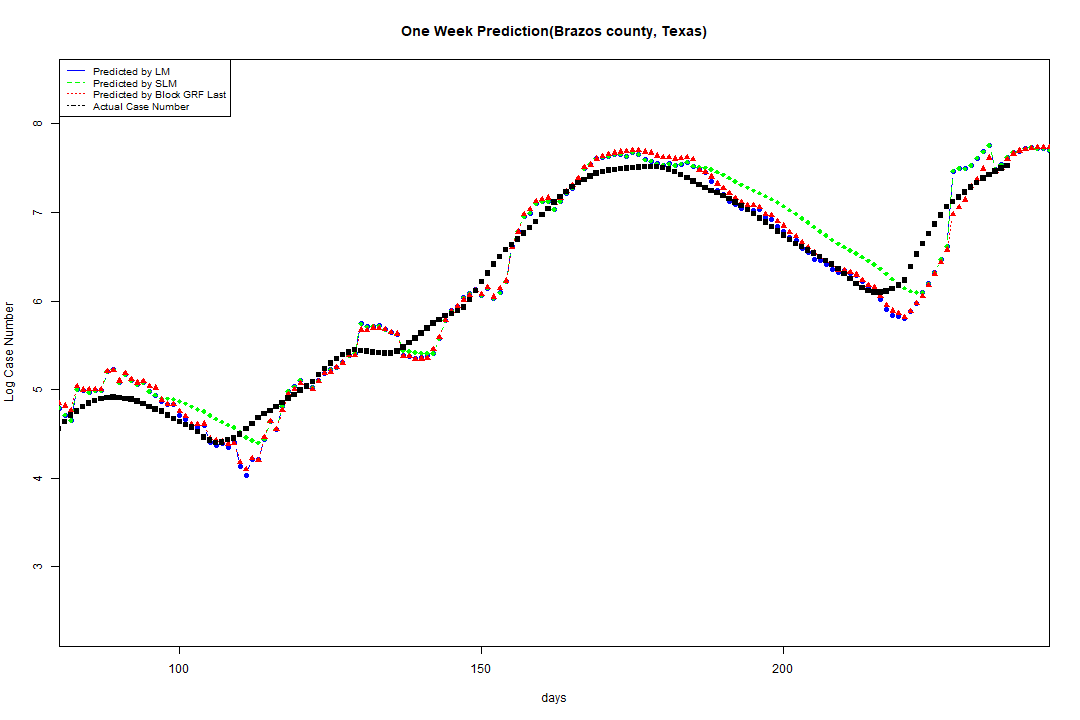 One Week Prediction(Brazos county, Texas)
Predicted by LM
Predicted by SLM
Predicted by Block GRF Last
Actual Case Number
8
7
6
5
4
3
Log Case Number
100 150 200
days